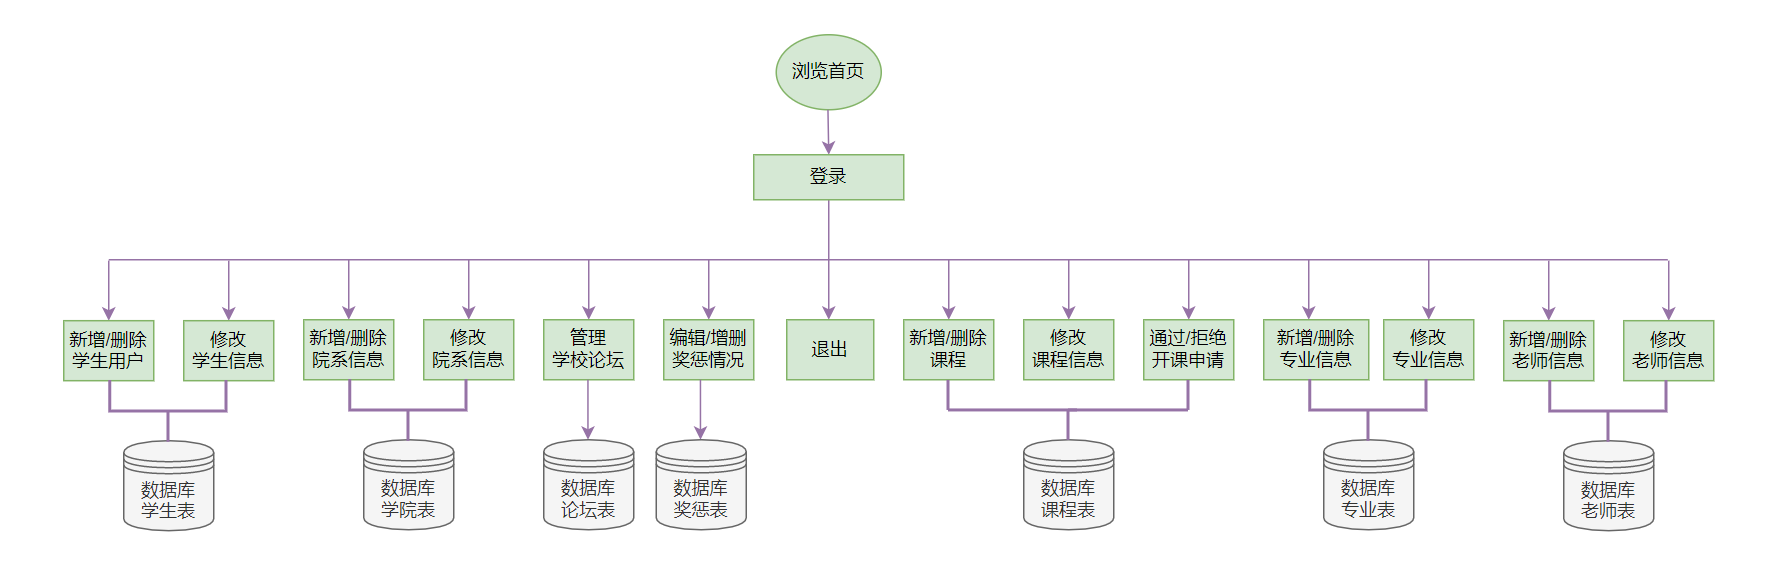 浏览首页
登录
新增/删除
学生用户
修改
学生信息
新增/删除
院系信息
修改
院系信息
管理
学校论坛
编辑/增删
奖惩情况
退出
新增/删除
课程
修改
课程信息
通过/拒绝
开课申请
新增/删除
专业信息
修改
专业信息
新增/删除
老师信息
修改
老师信息
数据库
学生表
数据库
学院表
数据库
论坛表
数据库
奖惩表
数据库
课程表
数据库
专业表
数据库
老师表